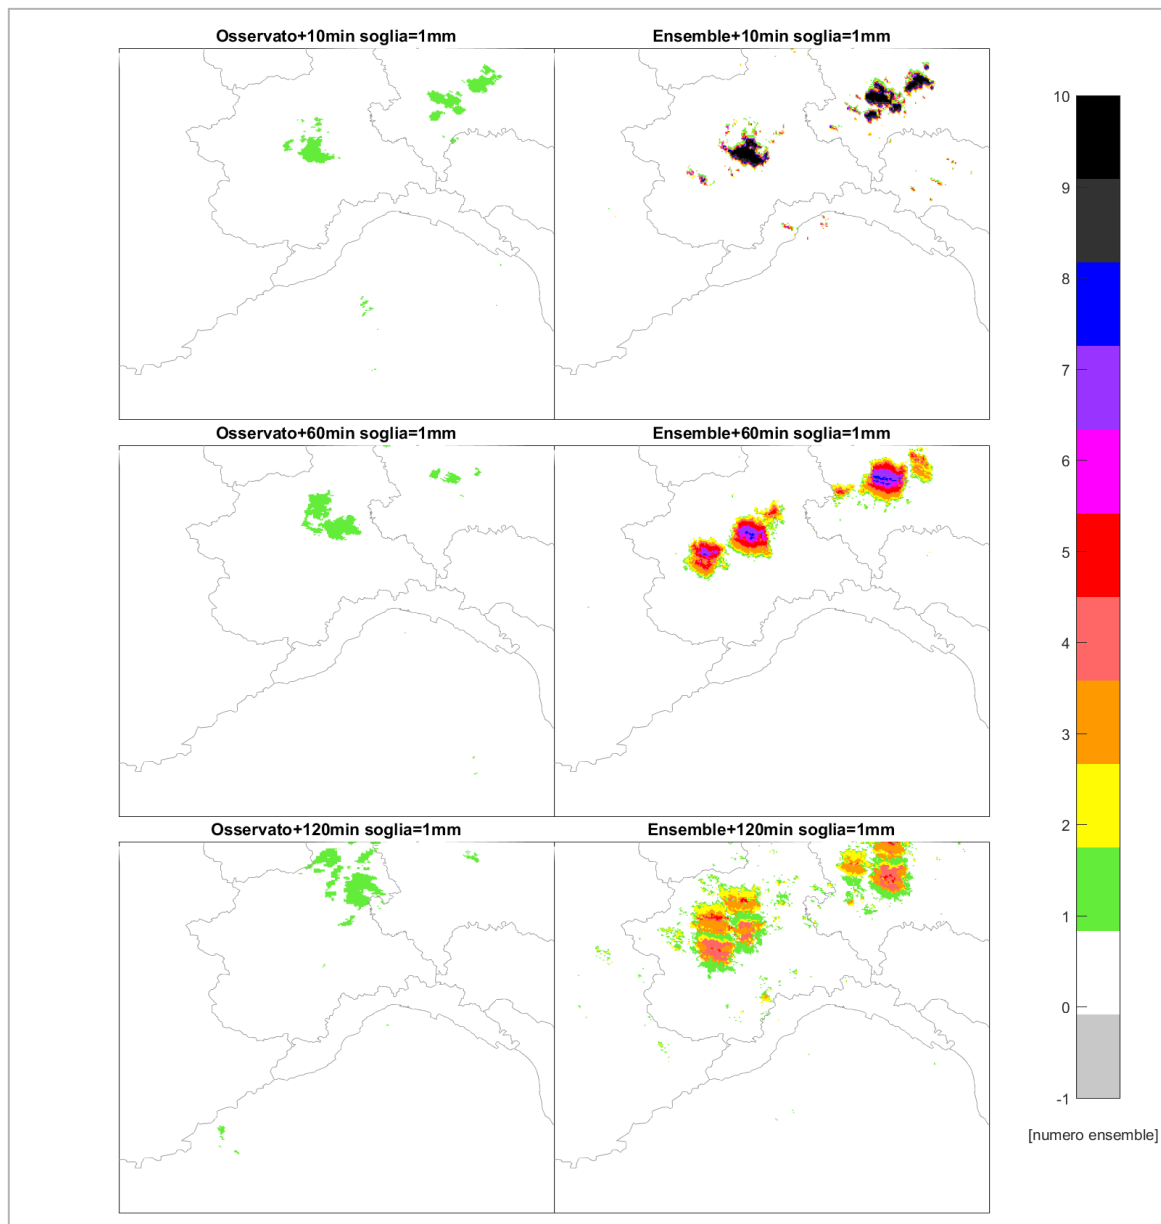 Osservato+10min soglia=1mm
Ensemble+10min soglia=1mm
Osservato+60min soglia=1mm
Ensemble+60min soglia=1mm
Osservato+120min soglia=1mm
Ensemble+120min soglia=1mm
10
9
8
7
6
5
4
3
2
1
0
-1
[numero ensemble]